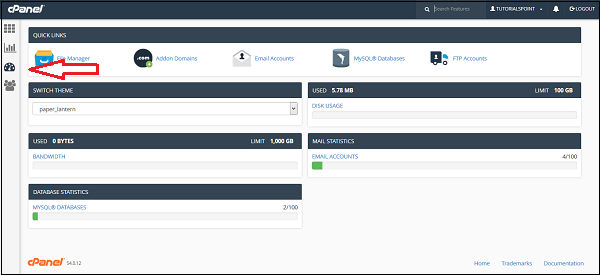 cPanel
Search Features
TUTORIALSPOINT
LOGOUT
QUICK LINKS
File Manager
Addon Domains
Email Accounts
MySQL® Databases
FTP Accounts
.com
SWITCH THEME
paper_lantern
USED 5.78 MB LIMIT 100 GB
DISK USAGE
USED 0 BYTES LIMIT 1,000 GB
BANDWIDTH
MAIL STATISTICS
EMAIL ACCOUNTS 4/100
DATABASE STATISTICS
MYSQL® DATABASES 2/100
cPanel 54.0.12
Home Trademarks Documentation